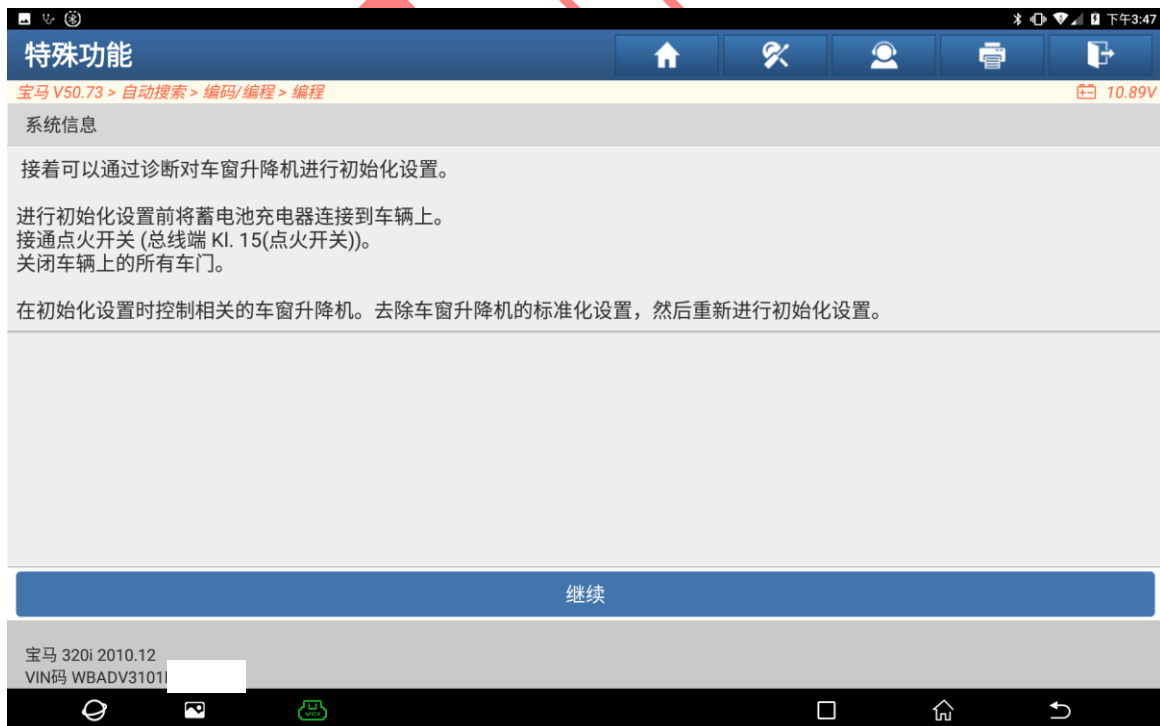 下午3:47
特殊功能
宝马 V50.73 > 自动搜索 > 编码/编程 > 编程
10.89V
系统信息
接着可以通过诊断对车窗升降机进行初始化设置。
进行初始化设置前将蓄电池充电器连接到车辆上。
接通点火开关 (总线端 Kl. 15(点火开关))。
关闭车辆上的所有车门。
在初始化设置时控制相关的车窗升降机。去除车窗升降机的标准化设置，然后重新进行初始化设置。
继续
宝马 320i 2010.12
VIN码 WBADV3101
VCI